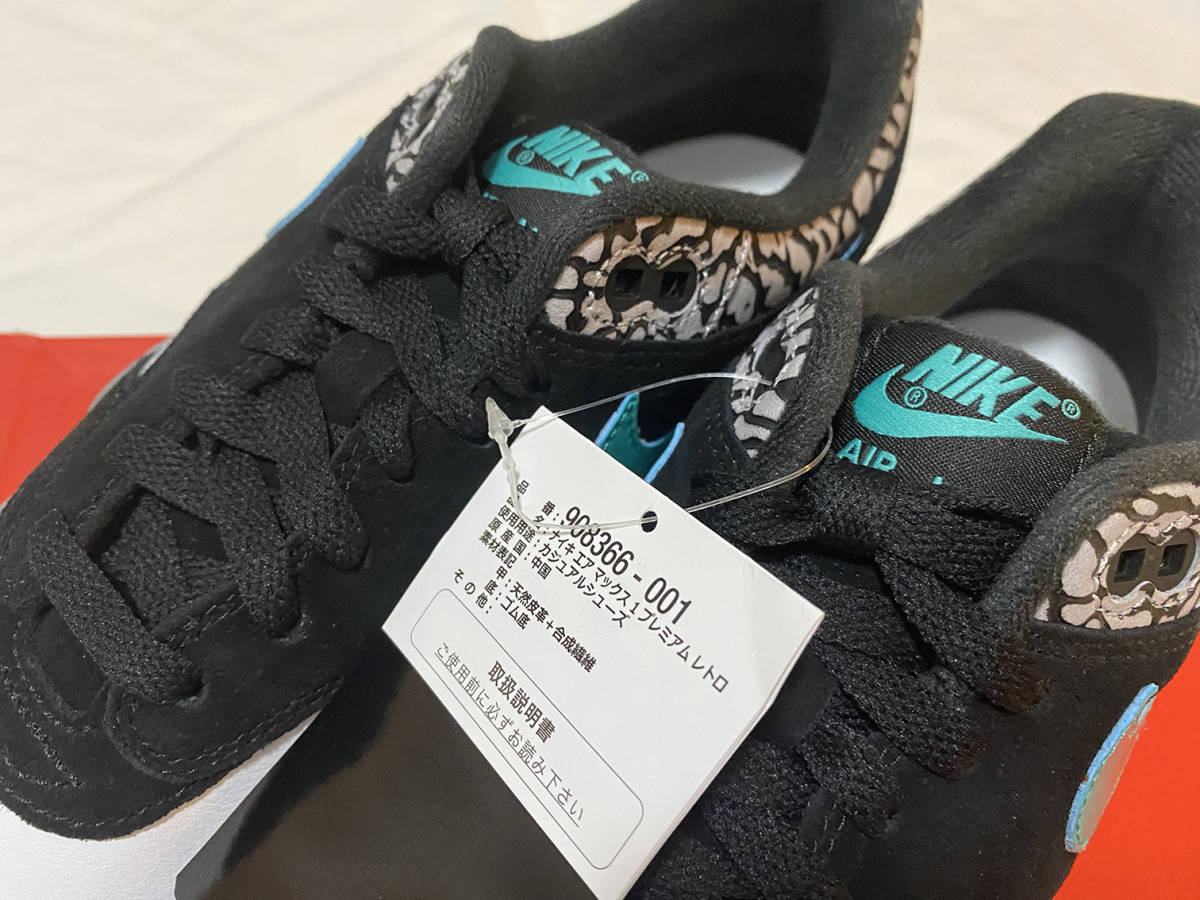 NIKE®
®
NIKE®
®
AIR
品番：908366-001
品名：ナイキ エア マックス 1 プレミアム レトロ
使用用途：カジュアルシューズ
原産国：中国
素材表記
甲：天然皮革＋合成繊維
底：ゴム底
その他：
取扱説明書
ご使用前に必ずお読み下さい